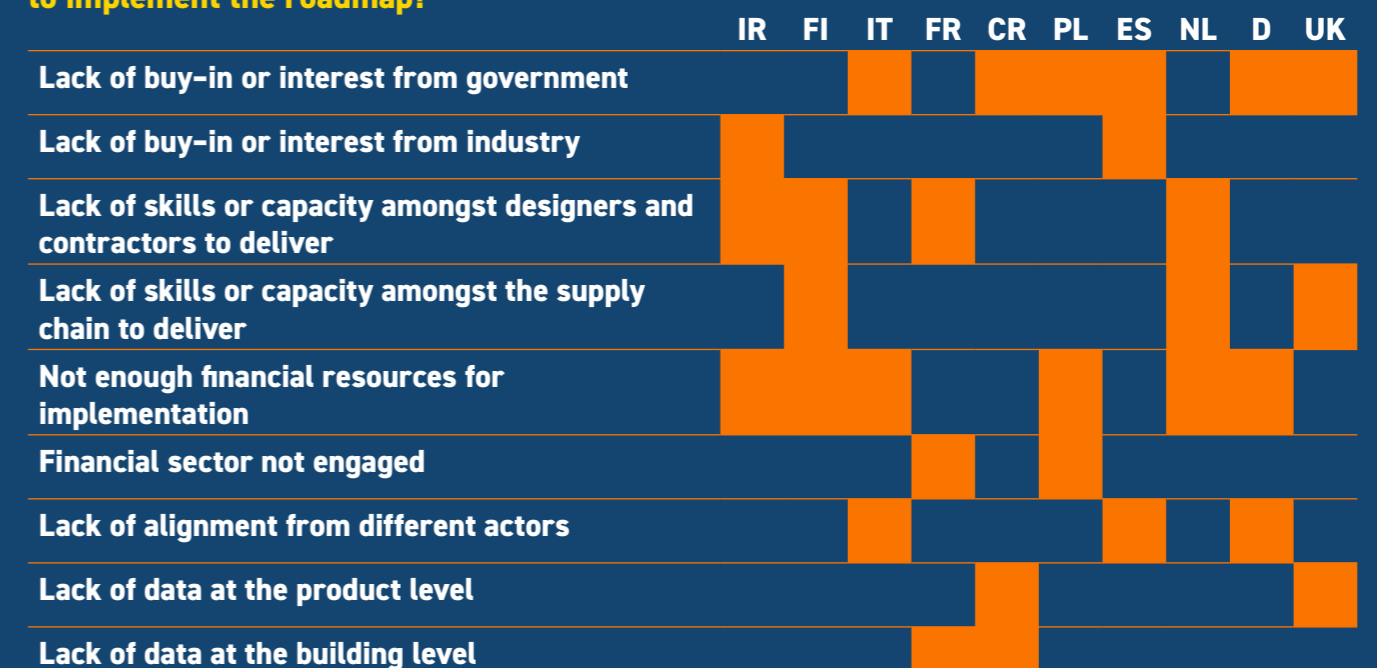 to implement the roadmap?
IR FI IT FR CR PL ES NL D UK
Lack of buy-in or interest from government
Lack of buy-in or interest from industry
Lack of skills or capacity amongst designers and
contractors to deliver
Lack of skills or capacity amongst the supply
chain to deliver
Not enough financial resources for
implementation
Financial sector not engaged
Lack of alignment from different actors
Lack of data at the product level
Lack of data at the building level